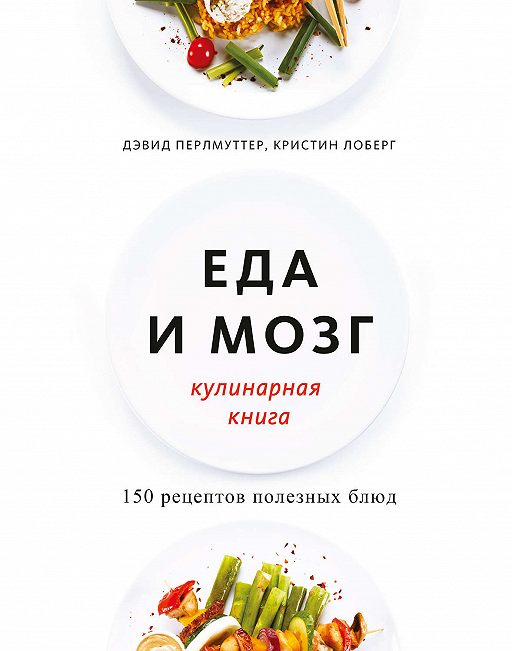 ДЭВИД ПЕРЛМУТТЕР, КРИСТИН ЛОБЕРГ
ЕДА
И МОЗГ
кулинарная
книга
150 рецептов полезных блюд